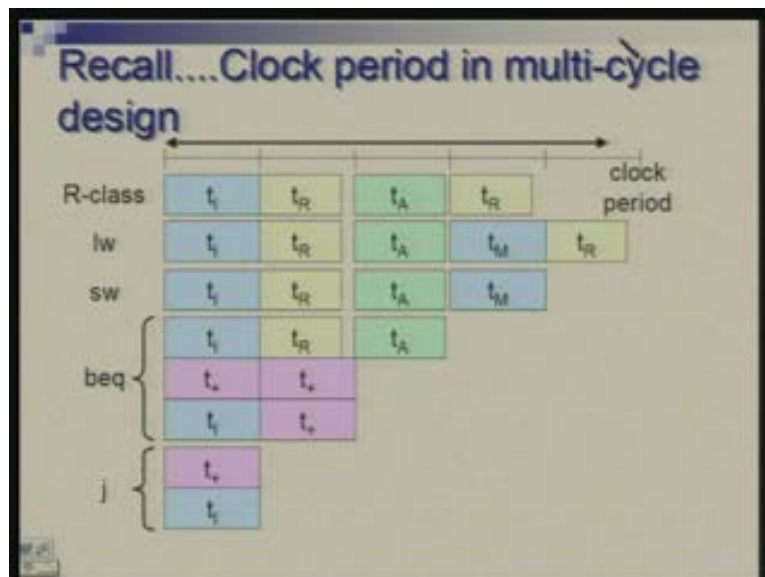 Recall....Clock period in multi-cycle
design
clock
period
R-class tI tR tA tR
lw tI tR tA tM tR
sw tI tR tA tM
tI tR tA
beq t+ t+
tI t+
j t+
tI